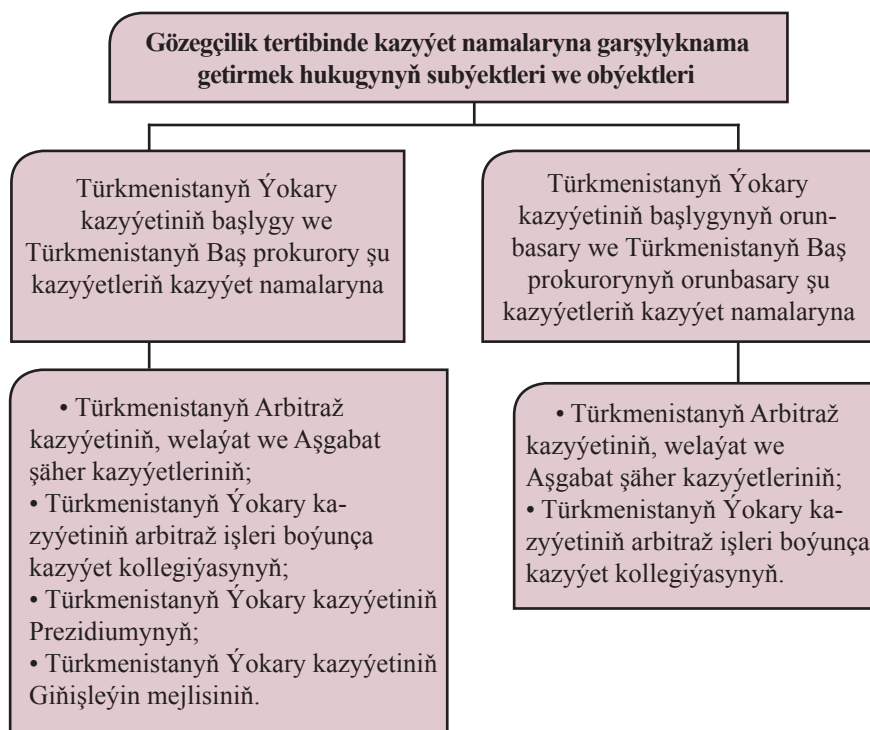 Gözegçilik tertibinde kazyýet namalaryna garşylyknama
getirmek hukugynyň subýektleri we obýektleri
Türkmenistanyň Ýokary
kazyýetiniň başlygy we
Türkmenistanyň Baş prokurory şu
kazyýetleriň kazyýet namalaryna
Türkmenistanyň Ýokary
kazyýetiniň başlygynyň orun-
basary we Türkmenistanyň Baş
prokurorynyň orunbasary şu
kazyýetleriň kazyýet namalaryna
• Türkmenistanyň Arbitraž
kazyýetiniň, welaýat we Aşgabat
şäher kazyýetleriniň;
• Türkmenistanyň Ýokary ka-
zyýetiniň arbitraž işleri boýunça
kazyýet kollegiýasynyň;
• Türkmenistanyň Ýokary kazyýetiniň
Prezidiumynyň;
• Türkmenistanyň Ýokary kazyýetiniň
Giňişleýin mejlisiniň.
• Türkmenistanyň Arbitraž
kazyýetiniň, welaýat we
Aşgabat şäher kazyýetleriniň;
• Türkmenistanyň Ýokary ka-
zyýetiniň arbitraž işleri boýunça
kazyýet kollegiýasynyň.